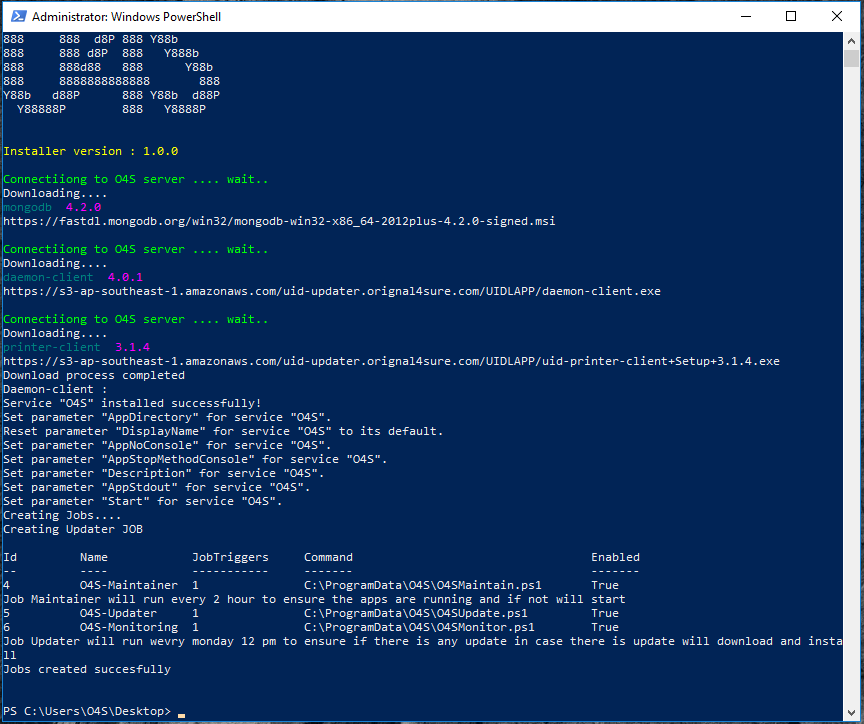 Administrator: Windows PowerShell
888     888  d8P 888 Y88b
888     888 d8P  888   Y888b
888     888d88   888      Y88b
888     8888888888888       888
Y88b   d88P      888 Y88b  d88P
  Y88888P        888   Y8888P
Installer version : 1.0.0
Connectiiong to O4S server .... wait..
Downloading....
mongodb  4.2.0
https://fastdl.mongodb.org/win32/mongodb-win32-x86_64-2012plus-4.2.0-signed.msi
Connectiiong to O4S server .... wait..
Downloading....
daemon-client  4.0.1
https://s3-ap-southeast-1.amazonaws.com/uid-updater.orignal4sure.com/UIDLAPP/daemon-client.exe
Connectiiong to O4S server .... wait..
Downloading....
printer-client  3.1.4
https://s3-ap-southeast-1.amazonaws.com/uid-updater.orignal4sure.com/UIDLAPP/uid-printer-client+Setup+3.1.4.exe
Download process completed
Daemon-client :
Service "O4S" installed successfully!
Set parameter "AppDirectory" for service "O4S".
Reset parameter "DisplayName" for service "O4S" to its default.
Set parameter "AppNoConsole" for service "O4S".
Set parameter "AppStopMethodConsole" for service "O4S".
Set parameter "Description" for service "O4S".
Set parameter "AppStdout" for service "O4S".
Set parameter "Start" for service "O4S".
Creating Jobs....
Creating Updater JOB
Id         Name            JobTriggers     Command                                  Enabled
--         ----            -----------     -------                                  -------
4          O4S-Maintainer  1               C:\ProgramData\O4S\O4SMaintain.ps1       True
Job Maintainer will run every 2 hour to ensure the apps are running and if not will start
5          O4S-Updater     1               C:\ProgramData\O4S\O4SUpdate.ps1         True
6          O4S-Monitoring  1               C:\ProgramData\O4S\O4SMonitor.ps1        True
Job Updater will run wevry monday 12 pm to ensure if there is any update in case there is update will download and insta
ll
Jobs created succesfully
PS C:\Users\O4S\Desktop>